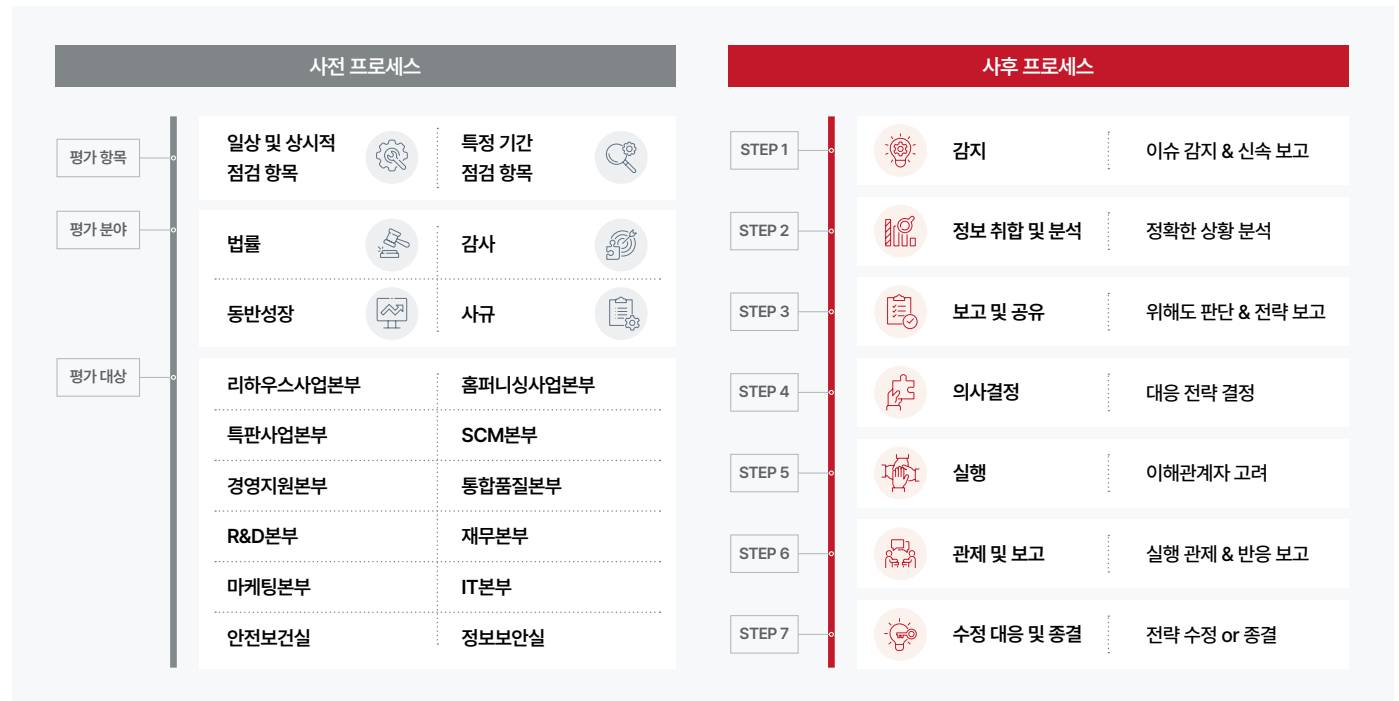 사전 프로세스
평가 항목
일상 및 상시적
점검 항목
특정 기간
점검 항목
평가 분야
법률
감사
동반성장
사규
평가 대상
리하우스사업본부
홈퍼니싱사업본부
특판사업본부
SCM본부
경영지원본부
통합품질본부
R&D본부
재무본부
마케팅본부
IT본부
안전보건실
정보보안실
사후 프로세스
STEP 1
감지
이슈 감지 & 신속 보고
STEP 2
정보 취합 및 분석
정확한 상황 분석
STEP 3
보고 및 공유
위해도 판단 & 전략 보고
STEP 4
의사결정
대응 전략 결정
STEP 5
실행
이해관계자 고려
STEP 6
관제 및 보고
실행 관제 & 반응 보고
STEP 7
수정 대응 및 종결
전략 수정 or 종결